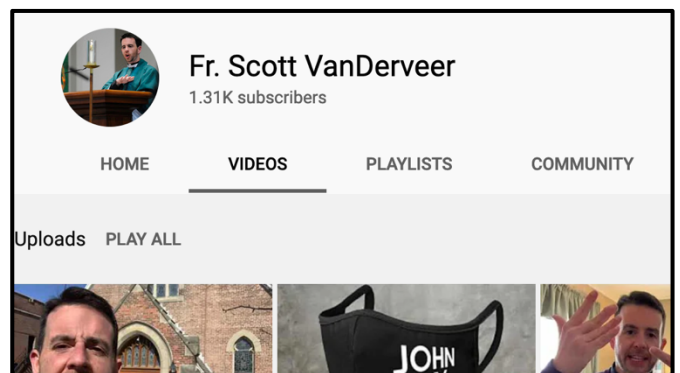 Fr. Scott VanDerveer
1.31K subscribers
HOME VIDEOS PLAYLISTS COMMUNITY
Uploads PLAY ALL
JOHN